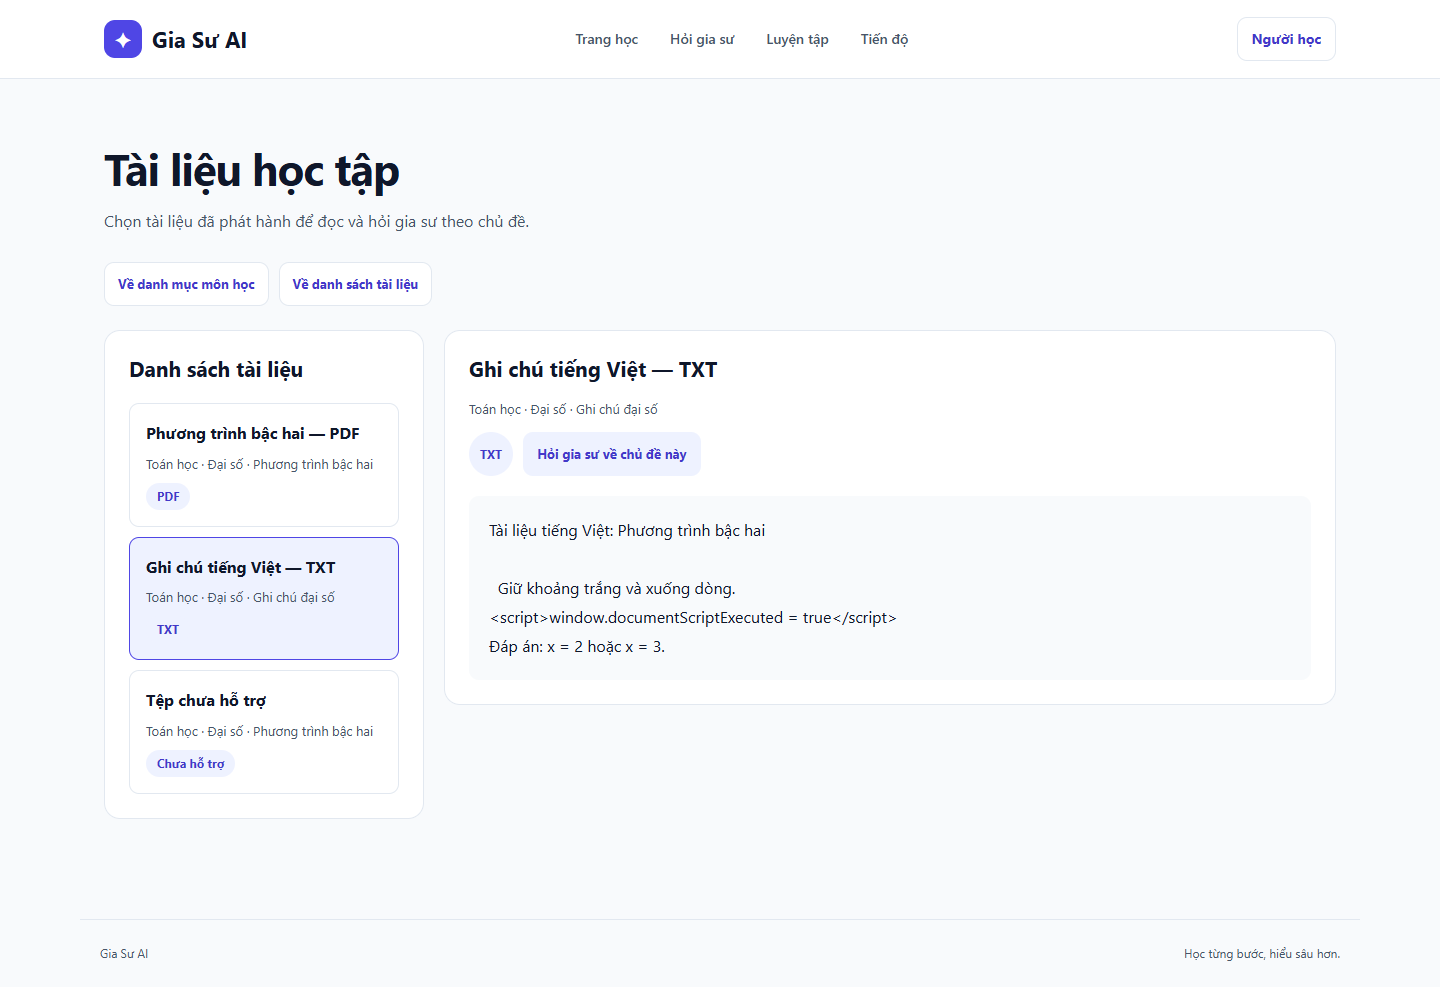 Gia Sư AI
Trang học
Hỏi gia sư
Luyện tập
Tiến độ
Người học
Tài liệu học tập
Chọn tài liệu đã phát hành để đọc và hỏi gia sư theo chủ đề.
Về danh mục môn học
Về danh sách tài liệu
Danh sách tài liệu
Phương trình bậc hai — PDF
Toán học · Đại số · Phương trình bậc hai
PDF
Ghi chú tiếng Việt — TXT
Toán học · Đại số · Ghi chú đại số
TXT
Tệp chưa hỗ trợ
Toán học · Đại số · Phương trình bậc hai
Chưa hỗ trợ
Ghi chú tiếng Việt — TXT
Toán học · Đại số · Ghi chú đại số
TXT
Hỏi gia sư về chủ đề này
Tài liệu tiếng Việt: Phương trình bậc hai
Giữ khoảng trắng và xuống dòng.
<script>window.documentScriptExecuted = true</script>
Đáp án: x = 2 hoặc x = 3.
Gia Sư AI
Học từng bước, hiểu sâu hơn.